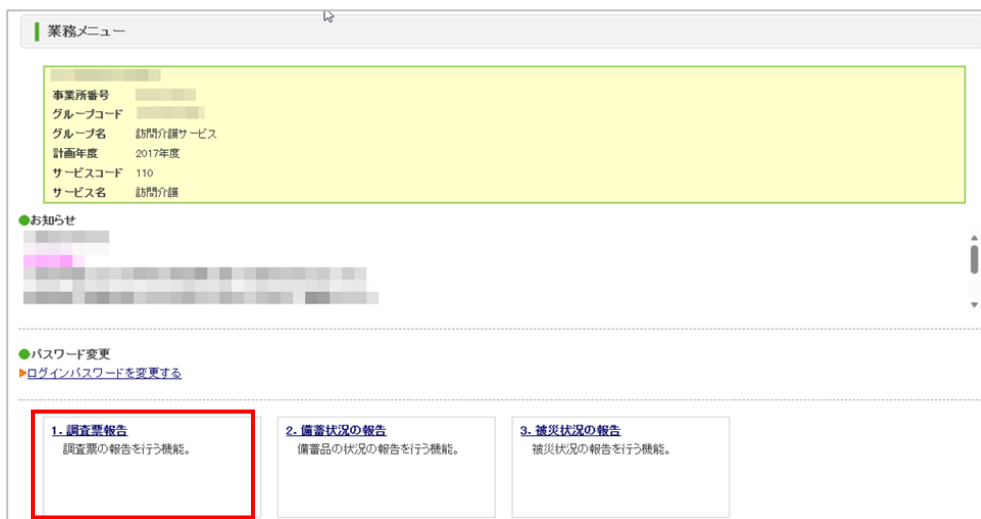 業務メニュー
事業所番号
グループコード
グループ名 訪問介護サービス
計画年度 2017年度
サービスコード 110
サービス名 訪問介護
●お知らせ
●パスワード変更
▶ログインパスワードを変更する
1. 調査票報告
調査票の報告を行う機能。
2. 備蓄状況の報告
備蓄品の状況の報告を行う機能。
3. 被災状況の報告
被災状況の報告を行う機能。